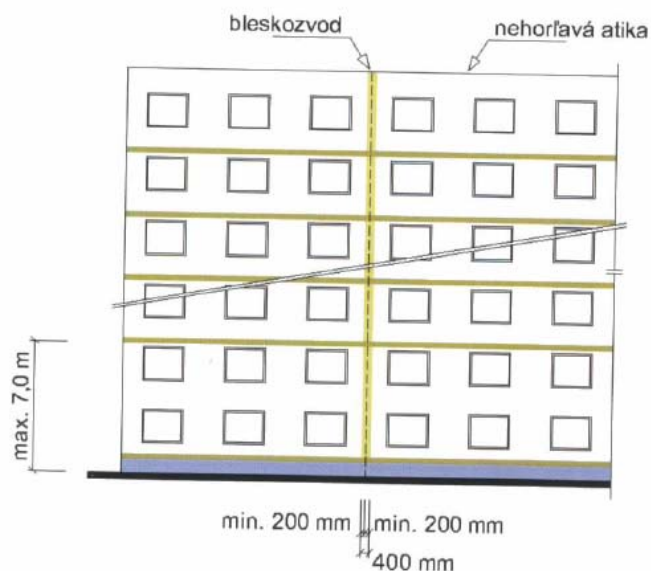 bleskozvod
nehorľavá atika
max. 7,0 m
min. 200 mm
min. 200 mm
400 mm